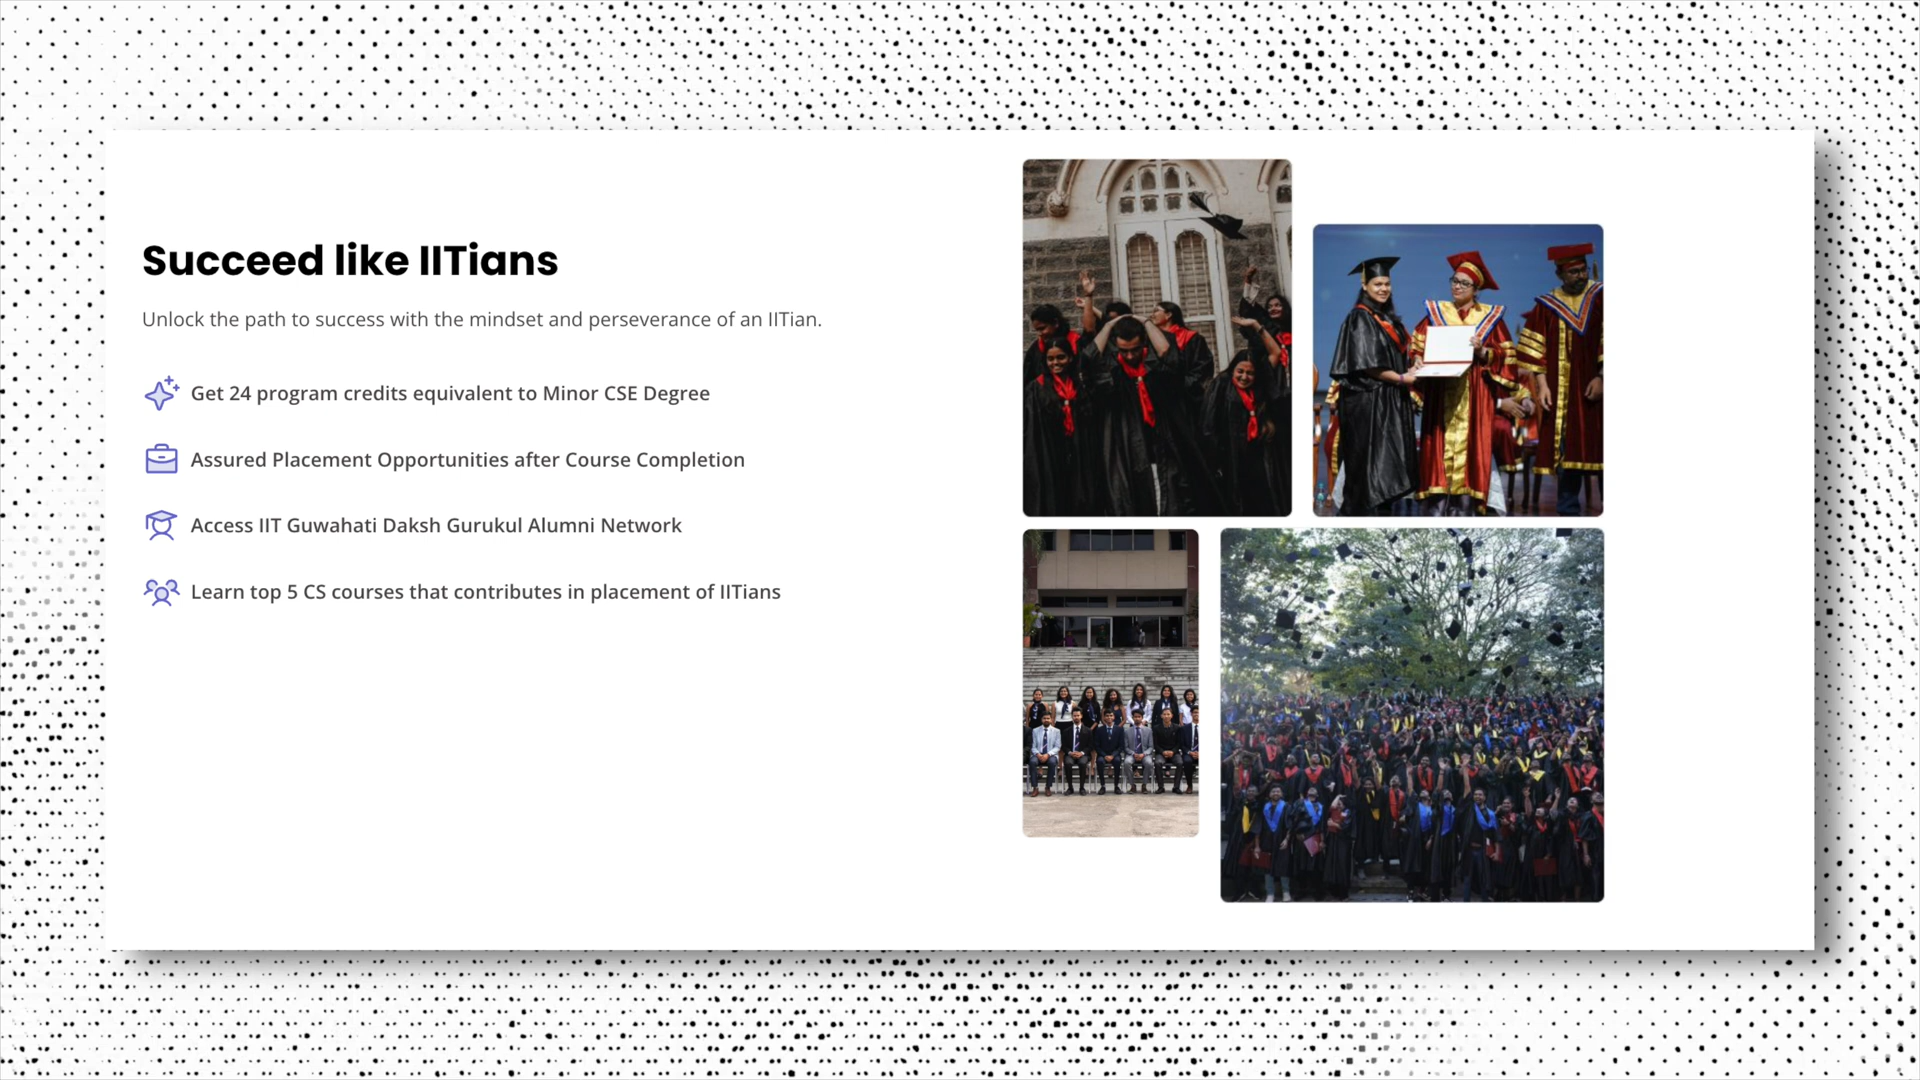 Succeed like IITians
Unlock the path to success with the mindset and perseverance of an IITian.
Get 24 program credits equivalent to Minor CSE Degree
Assured Placement Opportunities after Course Completion
Access IIT Guwahati Daksh Gurukul Alumni Network
Learn top 5 CS courses that contributes in placement of IITians